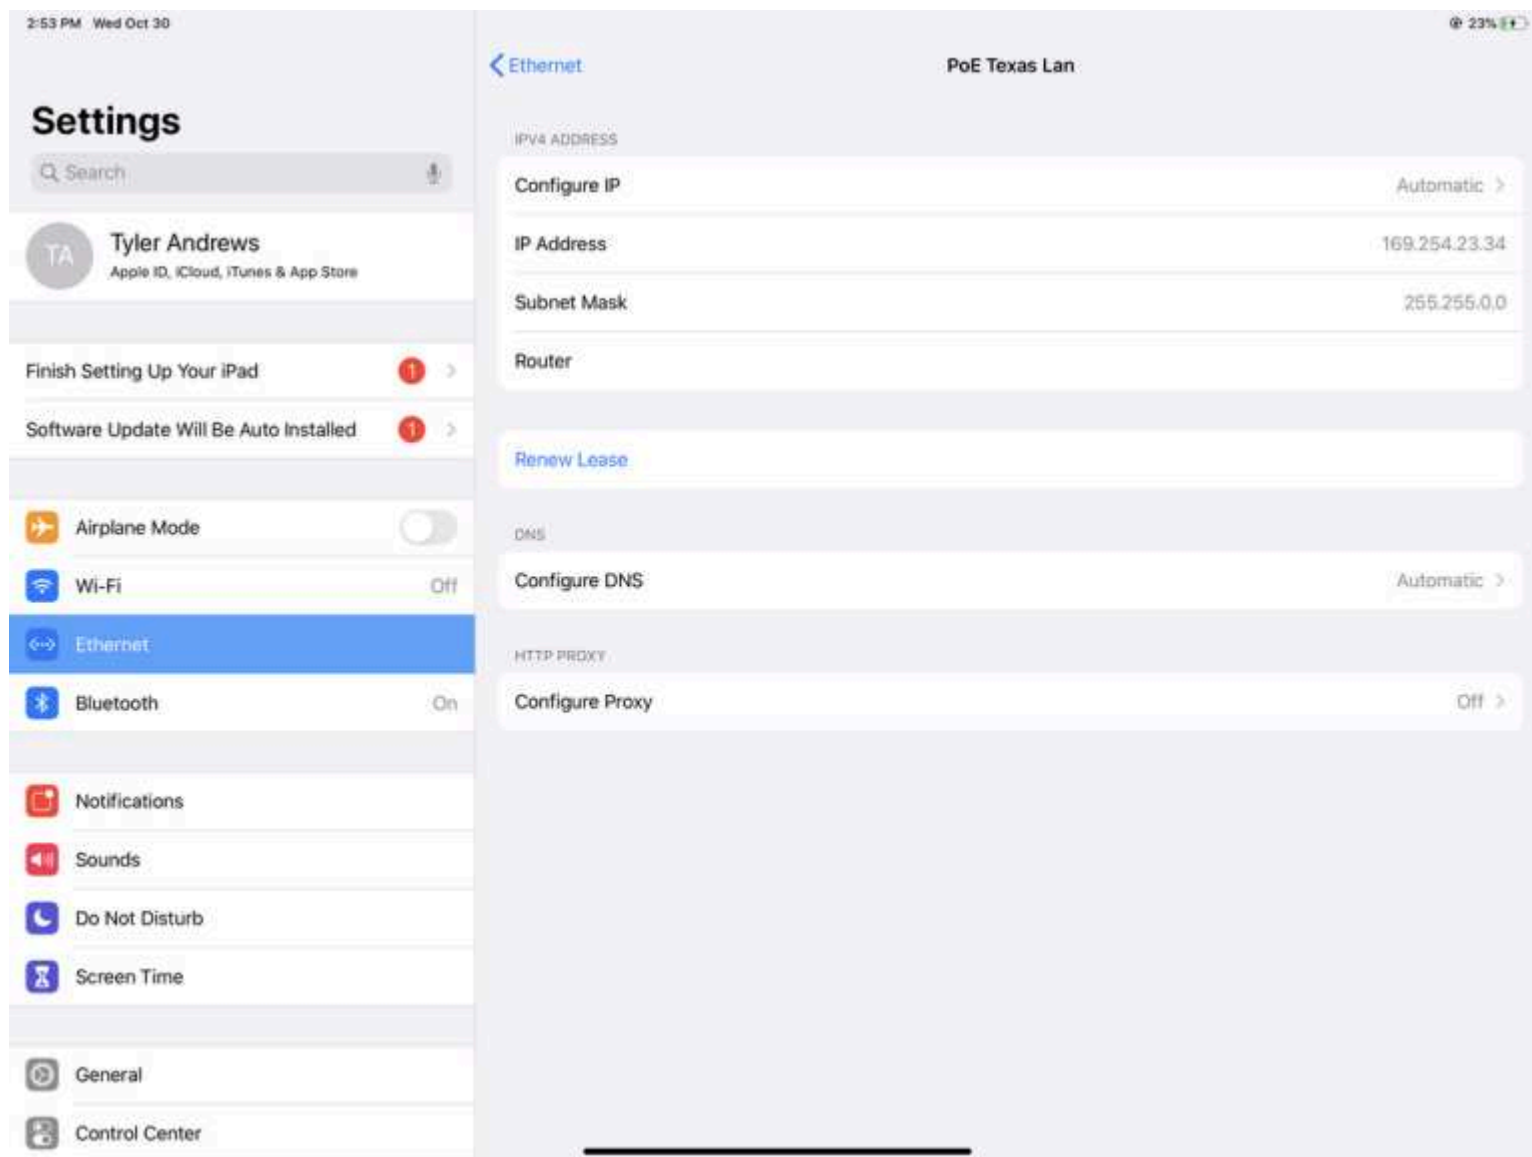 2:53 PM Wed Oct 30
23%
Settings
Search
TA
Tyler Andrews
Apple ID, iCloud, iTunes & App Store
Finish Setting Up Your iPad 1
Software Update Will Be Auto Installed 1
Airplane Mode
Wi-Fi Off
Ethernet
Bluetooth On
Notifications
Sounds
Do Not Disturb
Screen Time
General
Control Center
Ethernet
PoE Texas Lan
IPV4 ADDRESS
Configure IP Automatic
IP Address 169.254.23.34
Subnet Mask 255.255.0.0
Router
Renew Lease
DNS
Configure DNS Automatic
HTTP PROXY
Configure Proxy Off